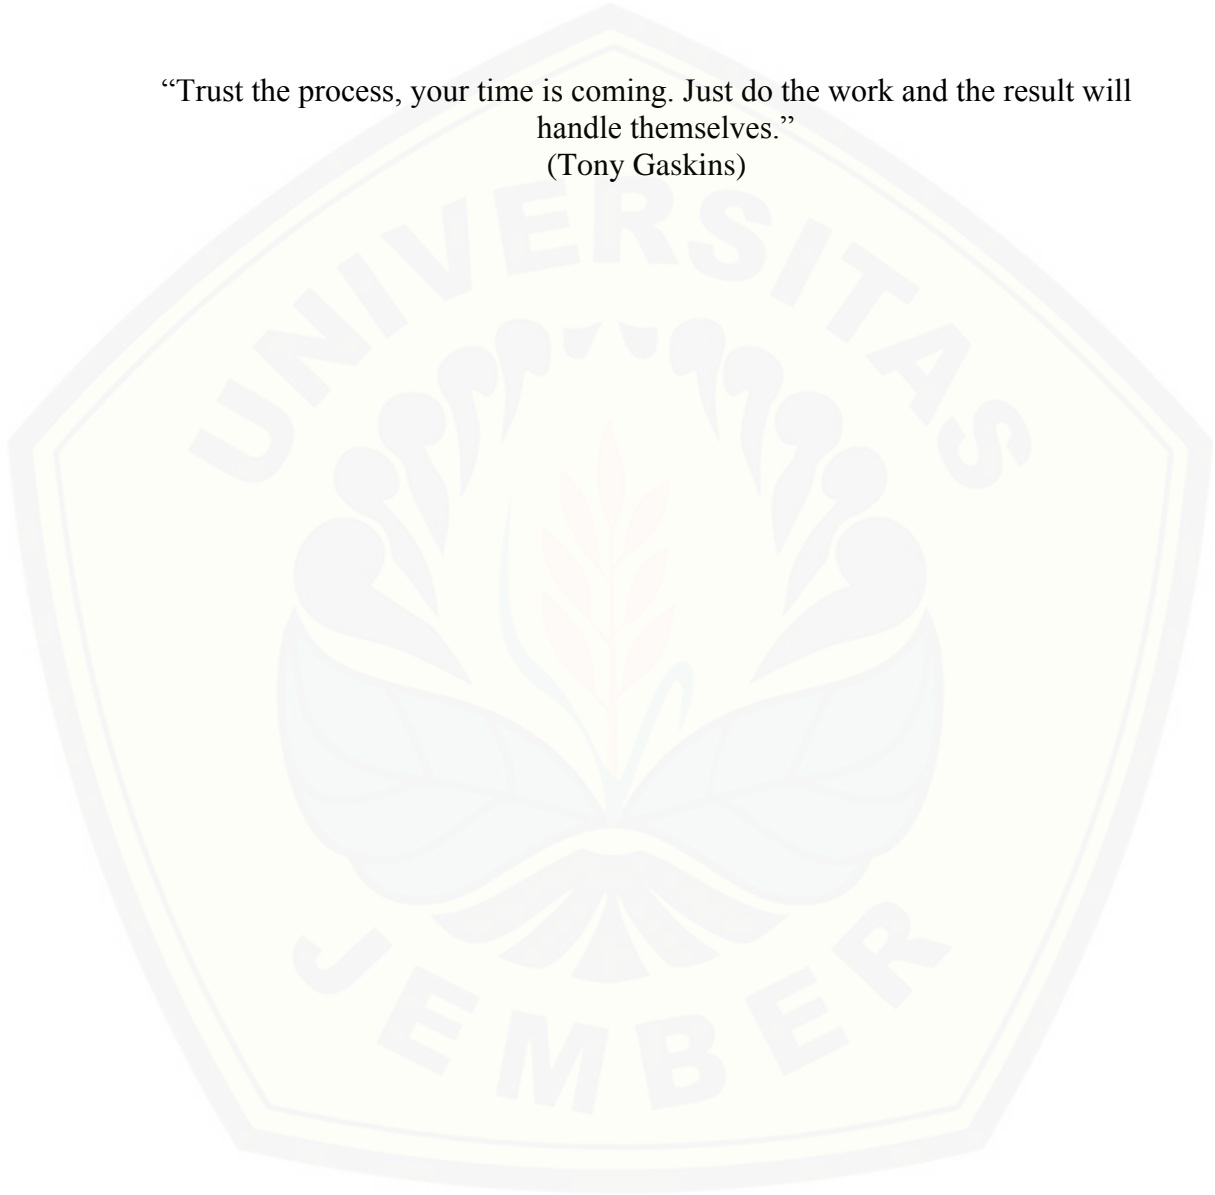 “Trust the process, your time is coming. Just do the work and the result will
handle themselves.”
(Tony Gaskins)
UNIVERSITAS
JEMBER